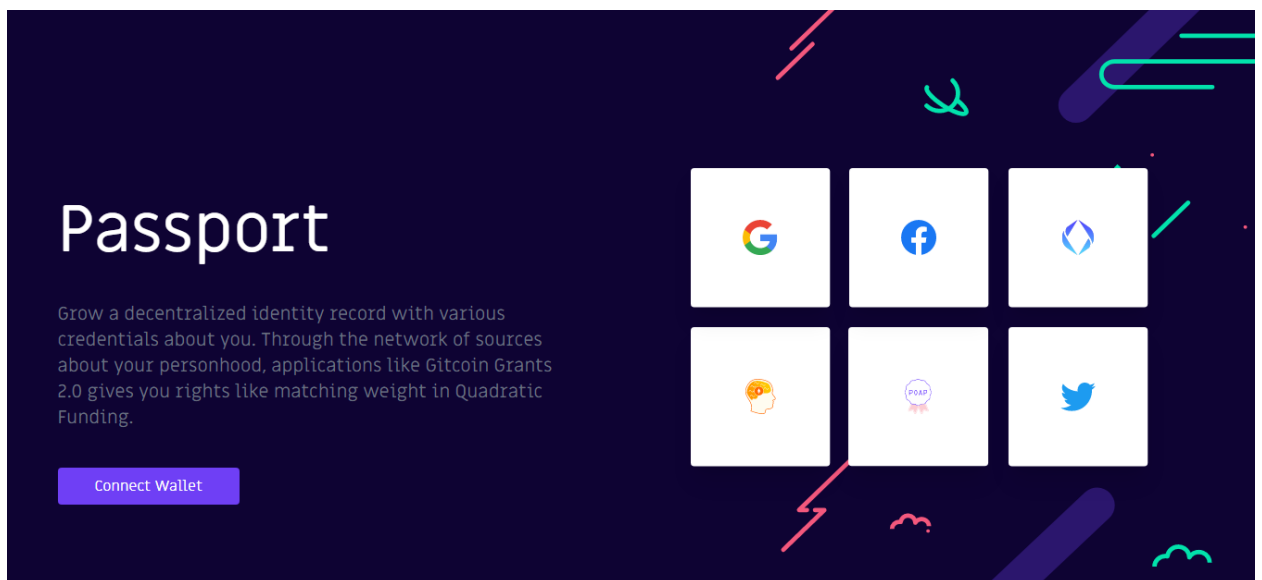 Passport
Grow a decentralized identity record with various
credentials about you. Through the network of sources
about your personhood, applications like Gitcoin Grants
2.0 gives you rights like matching weight in Quadratic
Funding.
Connect Wallet
POAP